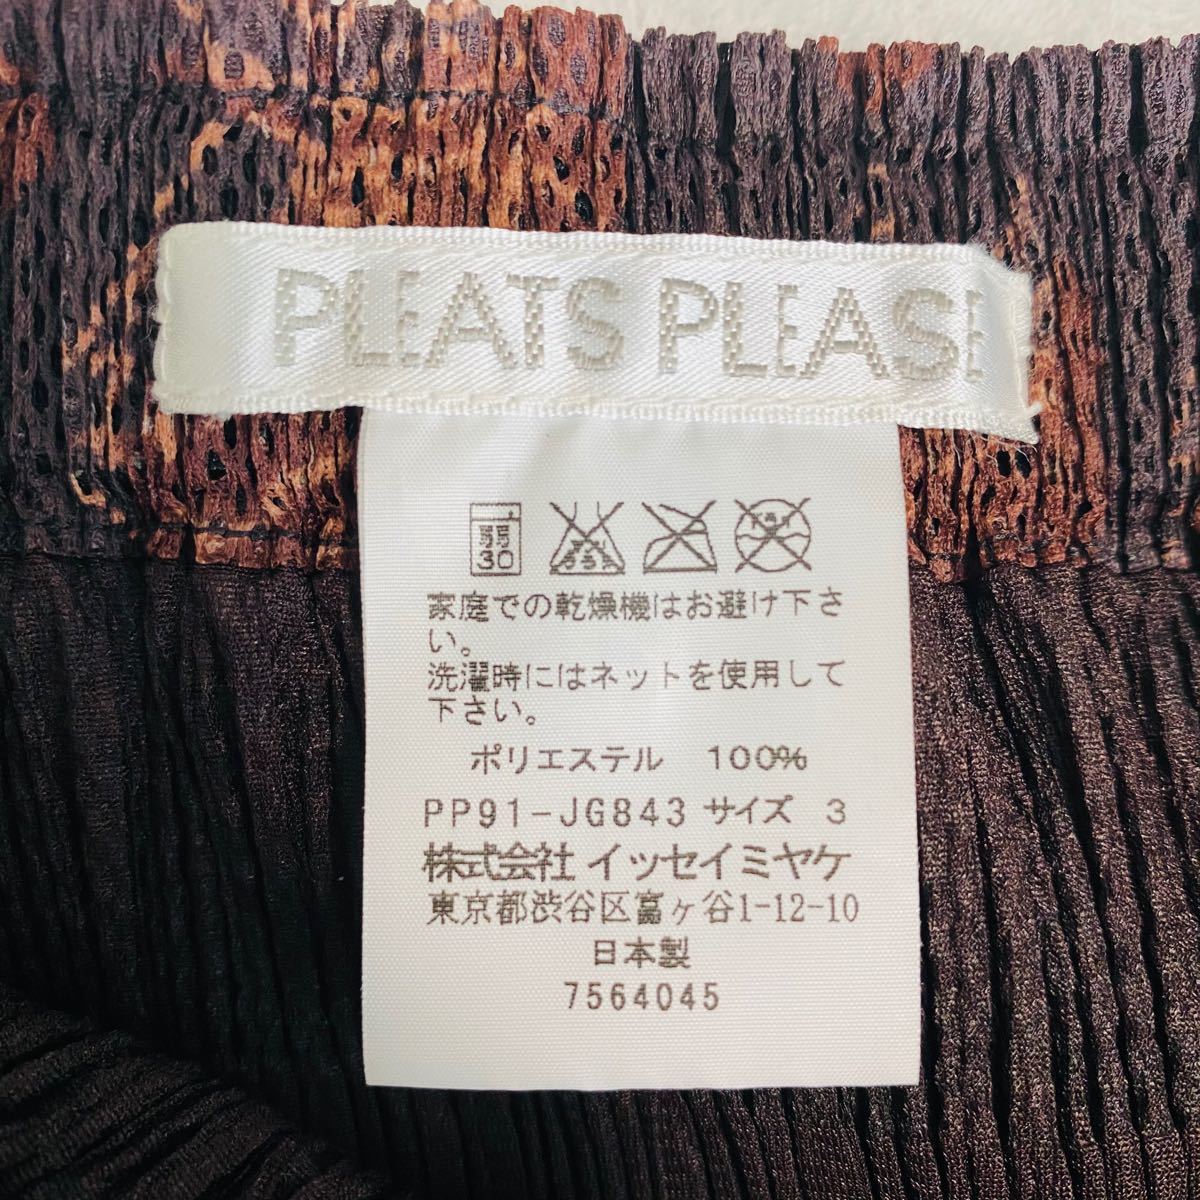 PLEATS PLEASE
弱
30
家庭での乾燥機はお避け下さ
い。
洗濯時にはネットを使用して
下さい。
ポリエステル 100%
PP91-JG843 サイズ 3
株式会社 イッセイミヤケ
東京都渋谷区富ヶ谷1-12-10
日本製
7564045